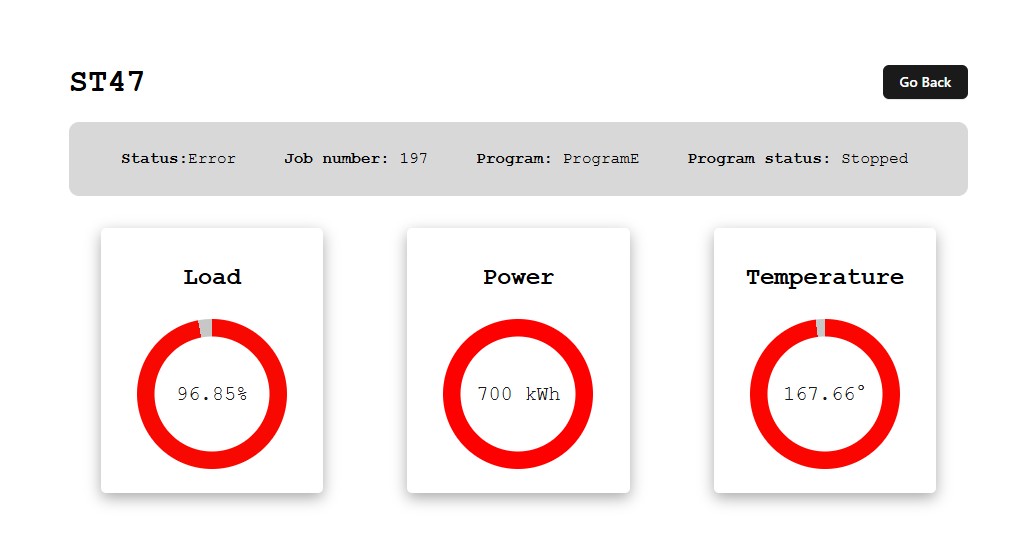 ST47
Go Back
Status:Error Job number: 197 Program: ProgramE Program status: Stopped
Load Power Temperature
96.85% 700 kWh 167.66°